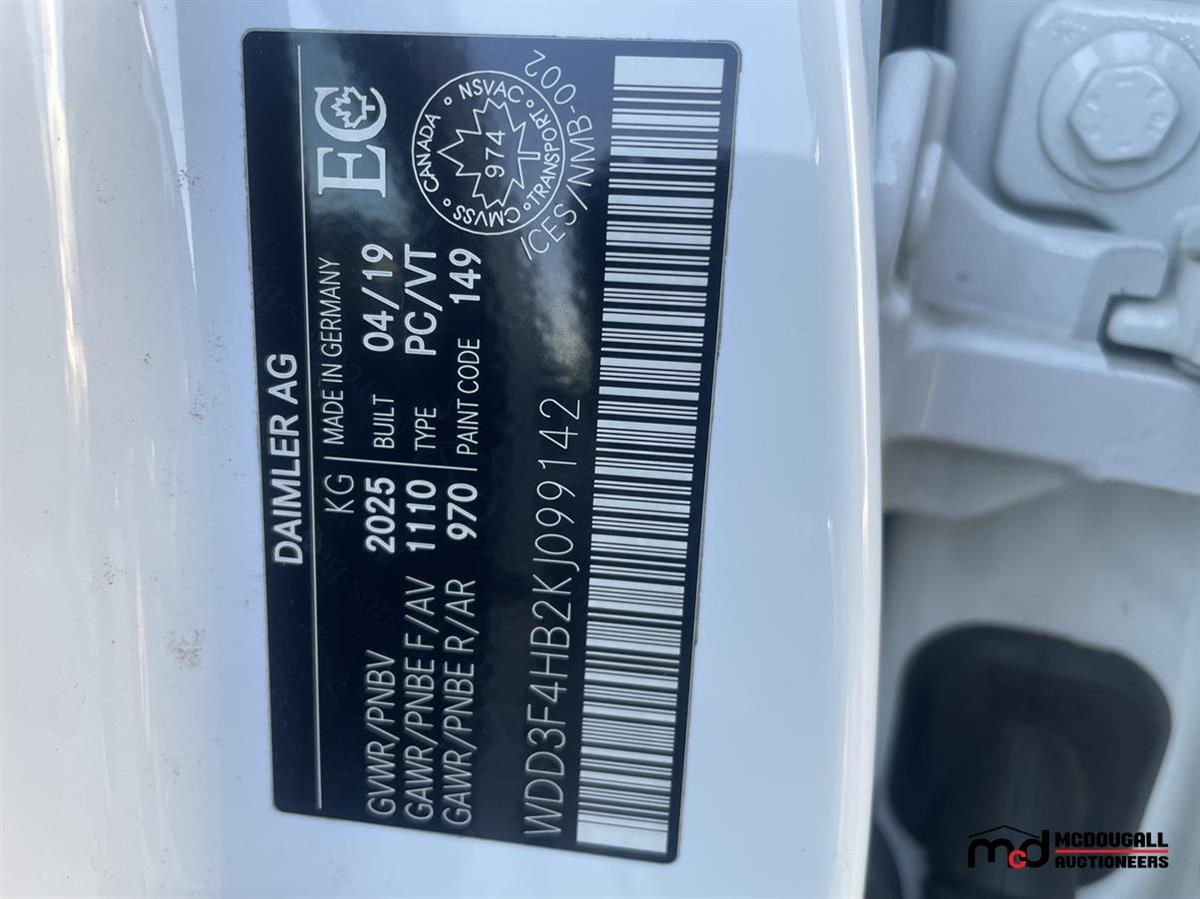 DAIMLER AG
KG MADE IN GERMANY
GVWR/PNBV 2025 BUILT 04/19
GAWR/PNBE F/AV 1110 TYPE PC/VT
GAWR/PNBE R/AR 970 PAINT CODE 149
EC
CANADA • NSVAC • TRANSPORT • CMVSS •
974
ICES/NMB-002
WDD3F4HB2KJ099142
mcd MCDOUGALL
AUCTIONEERS